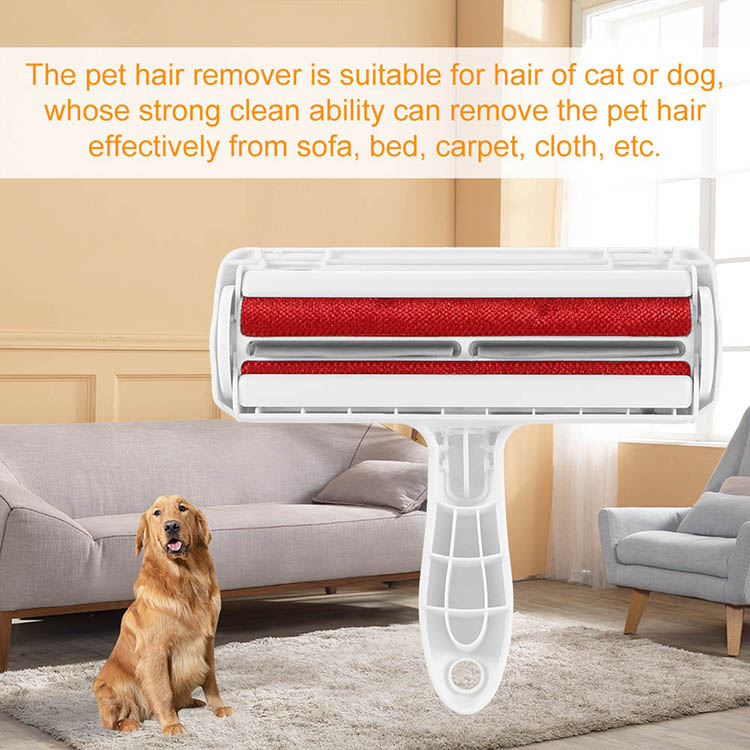 The pet hair remover is suitable for hair of cat or dog,
whose strong clean ability can remove the pet hair
effectively from sofa, bed, carpet, cloth, etc.